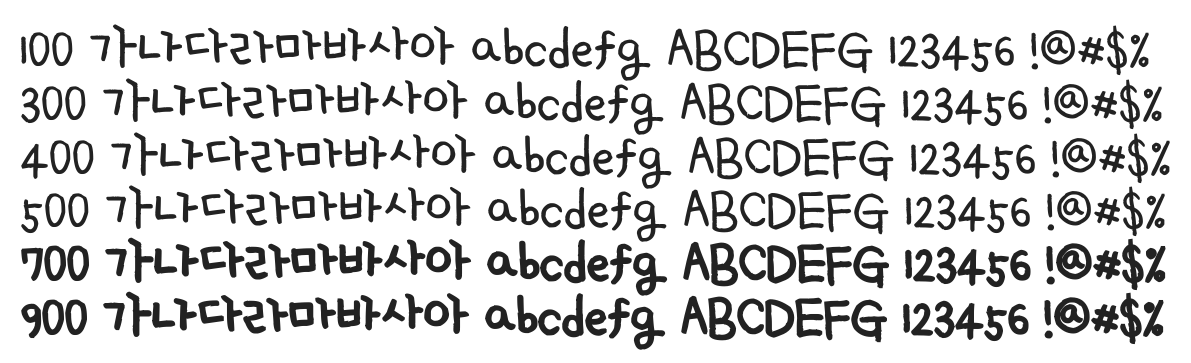 100 가나다라마바사아 abcdefg ABCDEFG 123456 !@#$%
300 가나다라마바사아 abcdefg ABCDEFG 123456 !@#$%
400 가나다라마바사아 abcdefg ABCDEFG 123456 !@#$%
500 가나다라마바사아 abcdefg ABCDEFG 123456 !@#$%
700 가나다라마바사아 abcdefg ABCDEFG 123456 !@#$%
900 가나다라마바사아 abcdefg ABCDEFG 123456 !@#$%